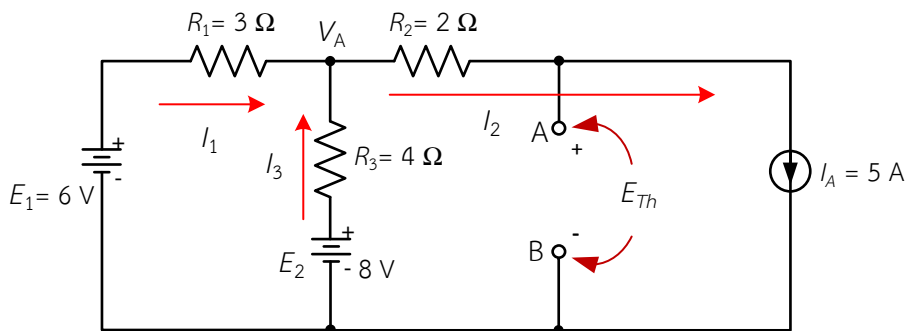 R1= 3 Ω
VA
R2= 2 Ω
I1
I2
A
+
I3
R3= 4 Ω
+
-
E1= 6 V
ETh
IA = 5 A
+
E2
- 8 V
-
B